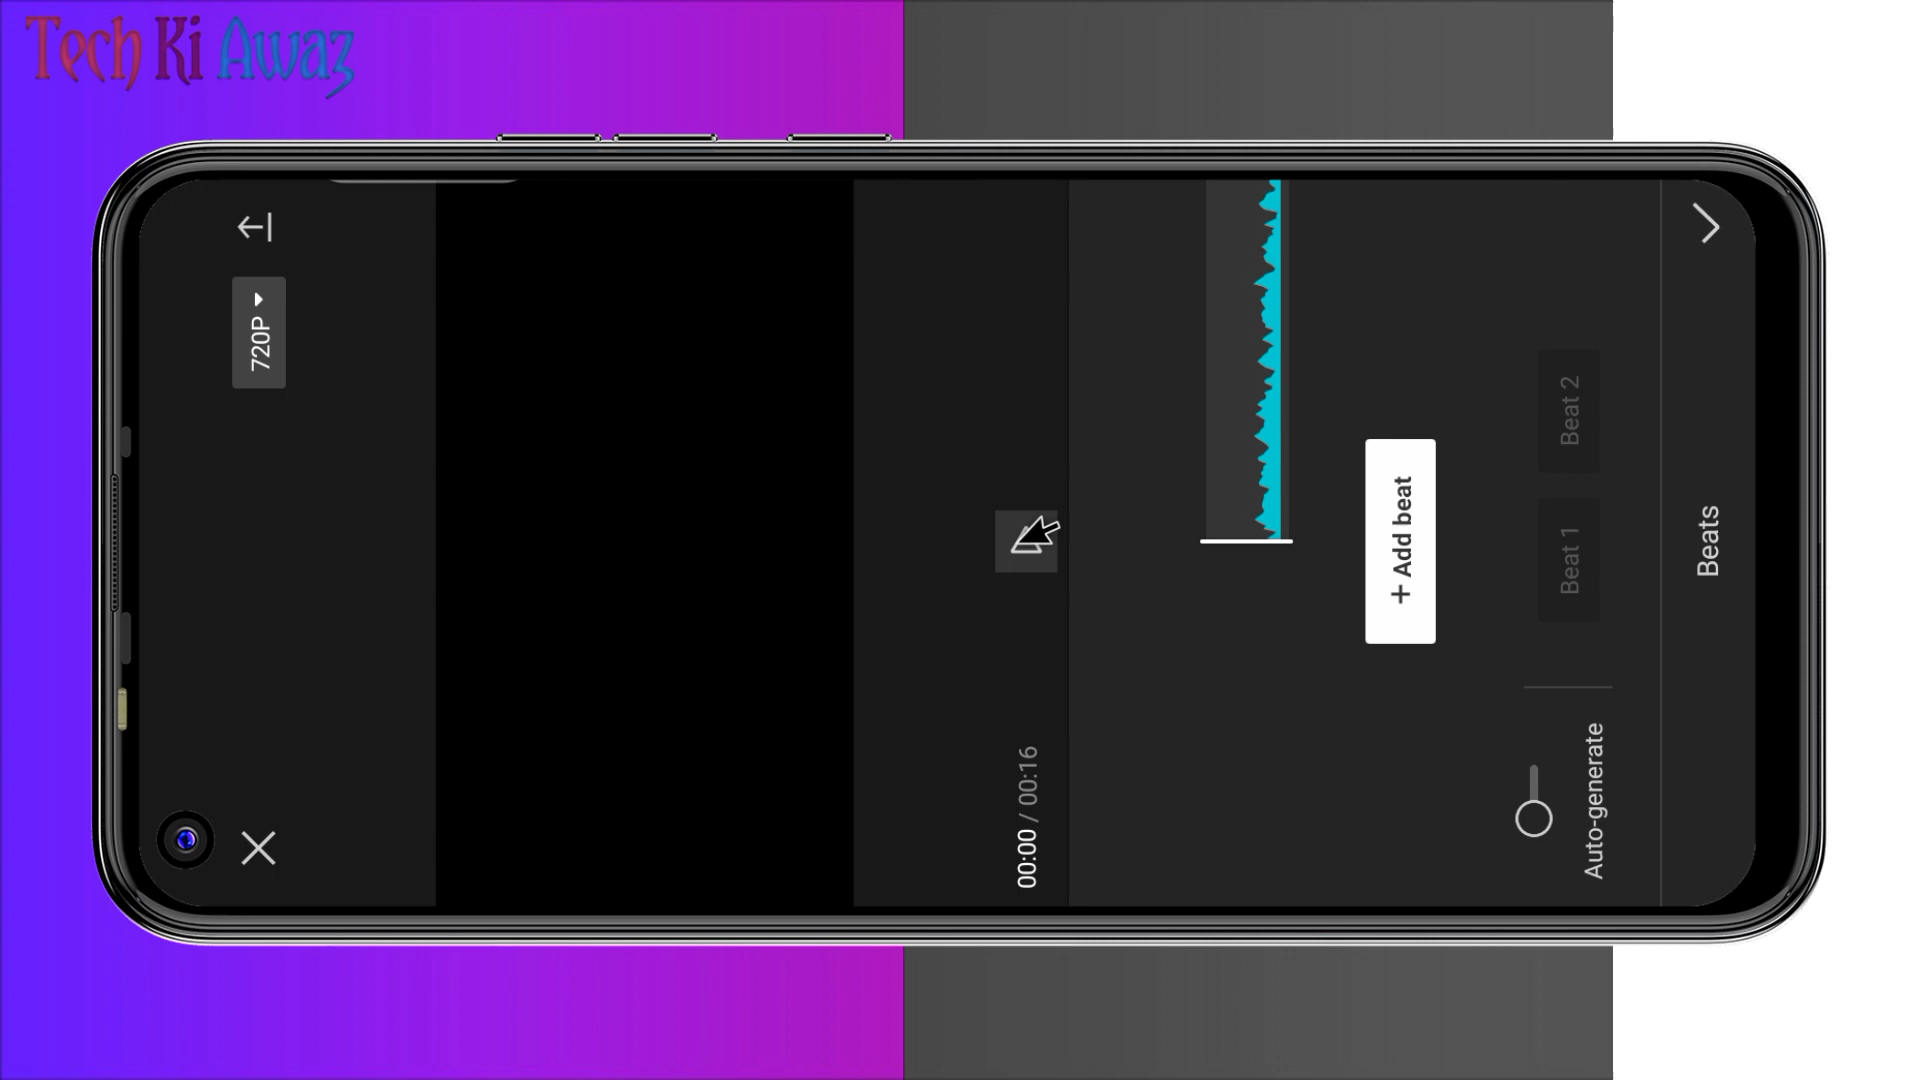 Tech Ki Awaz
720P
00:00 / 00:16
+ Add beat
Auto-generate
Beat 1
Beat 2
Beats